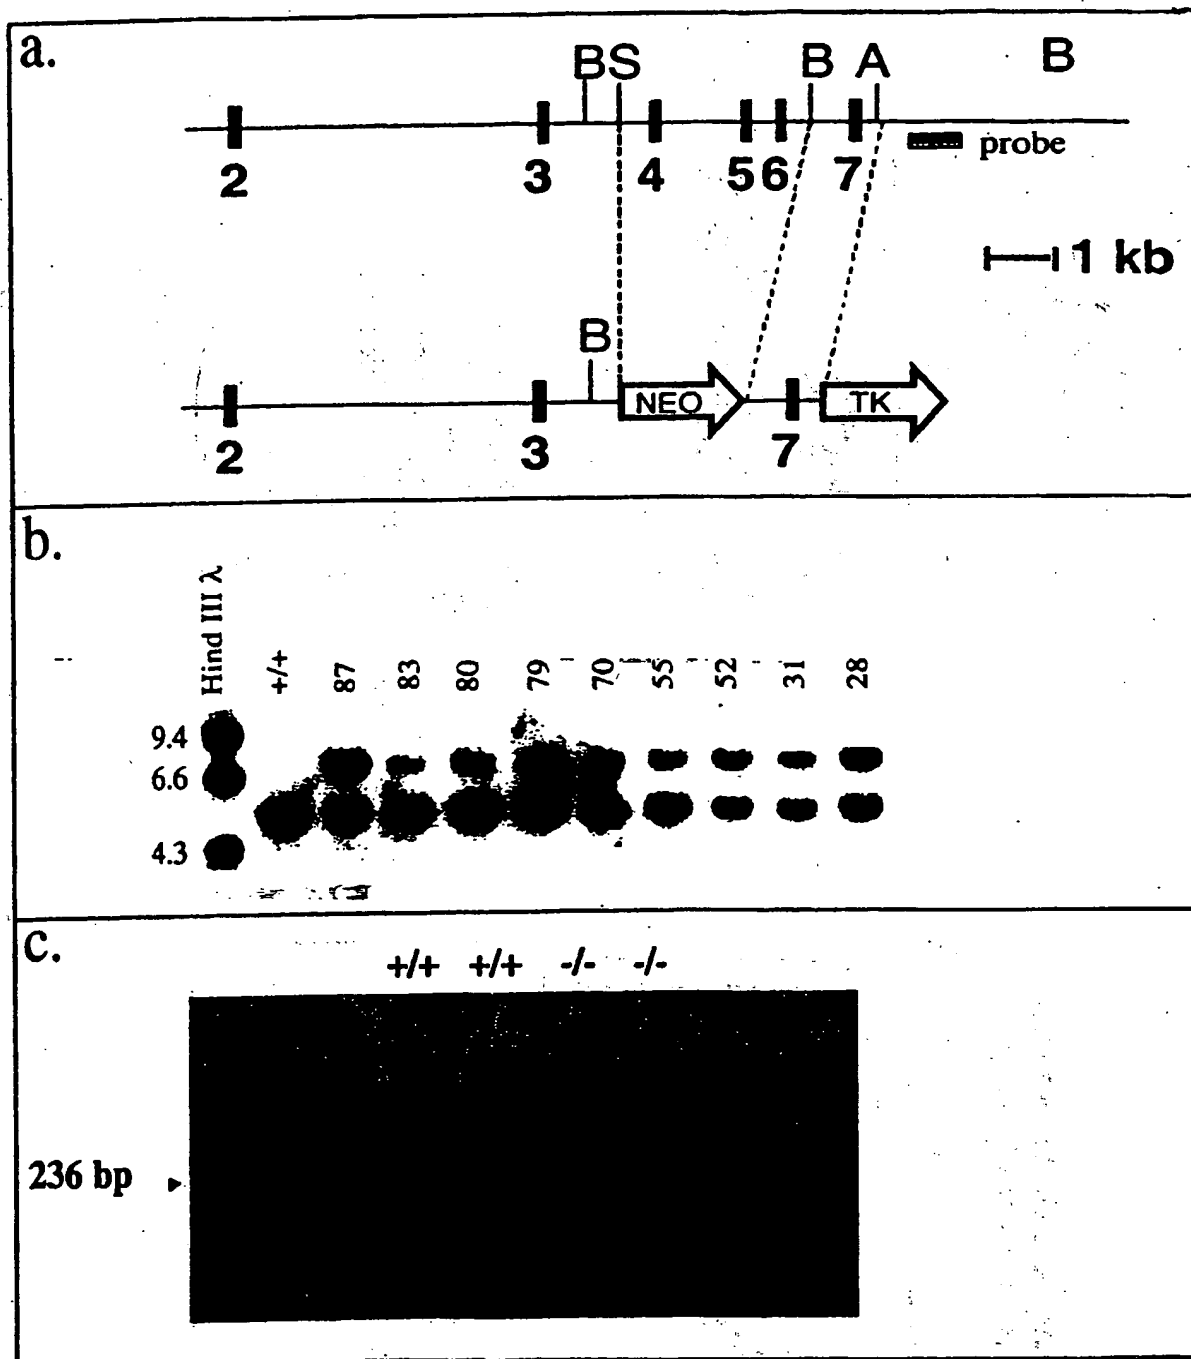 a.
BS B A B
probe
2 3 4 5 6 7
1 kb
B
NEO TK
2 3 7
b.
Hind III λ +/+ 87 83 80 79 70 55 52 31 28
9.4
6.6
4.3
c.
+/+ +/+ -/- -/-
236 bp